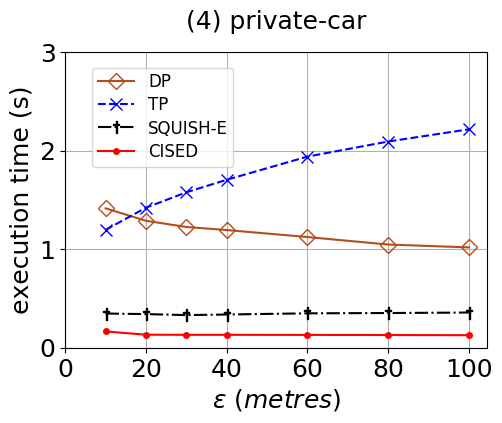 (4) private-car
execution time (s)
3
2
1
0
DP
TP
SQUISH-E
CISED
0 20 40 60 80 100
ε (metres)